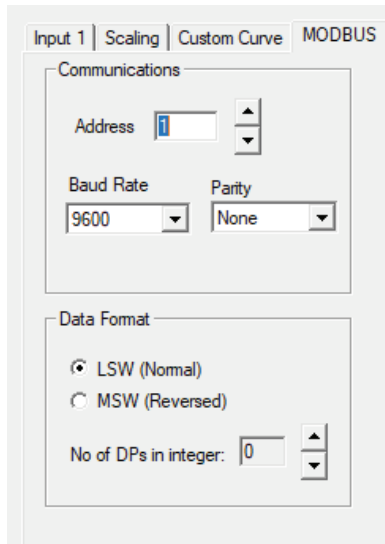 Input 1 Scaling Custom Curve MODBUS
Communications
Address 1
Baud Rate Parity
9600 None
Data Format
LSW (Normal)
MSW (Reversed)
No of DPs in integer: 0